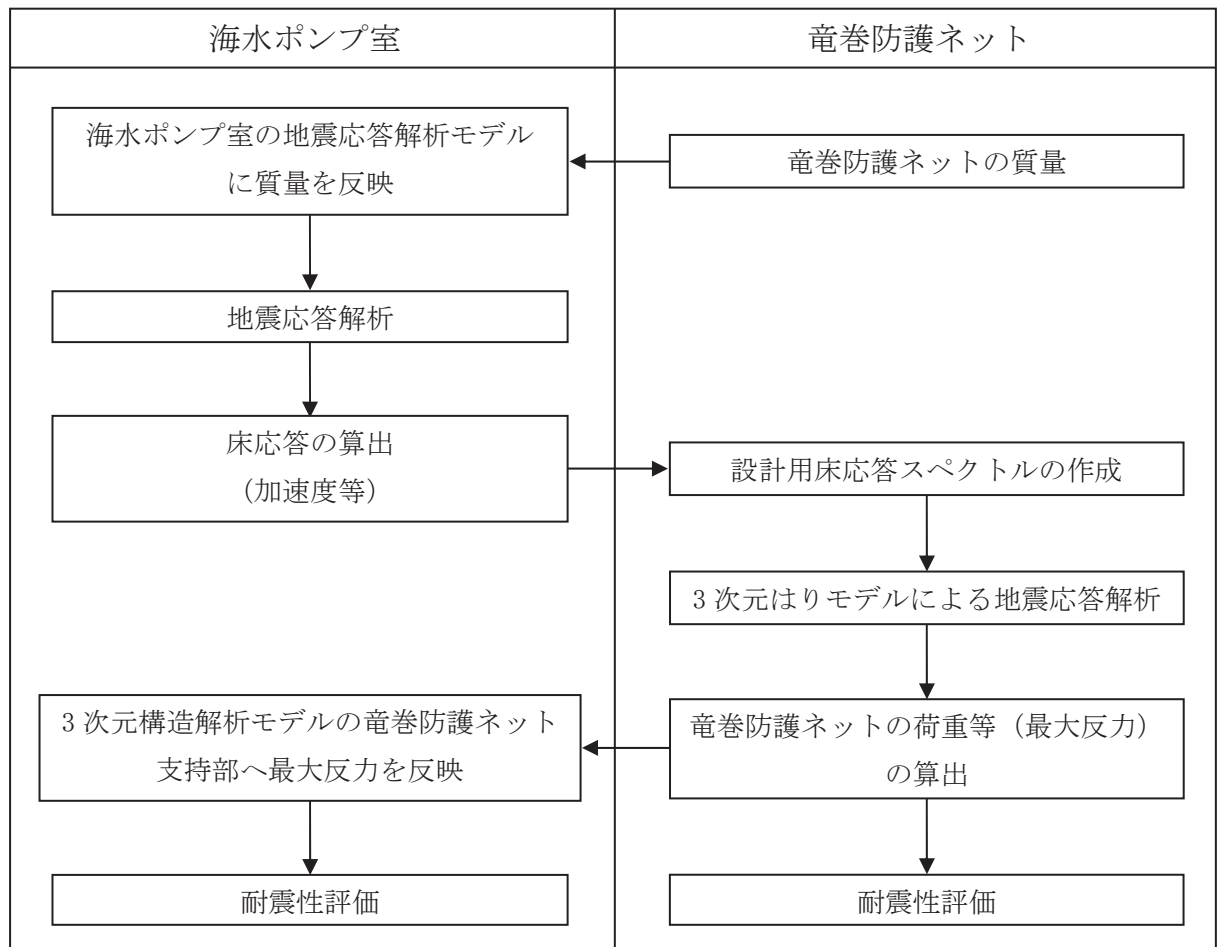 海水ポンプ室
竜巻防護ネット
海水ポンプ室の地震応答解析モデル
に質量を反映
竜巻防護ネットの質量
地震応答解析
床応答の算出
（加速度等）
設計用床応答スペクトルの作成
3 次元はりモデルによる地震応答解析
3 次元構造解析モデルの竜巻防護ネット
支持部へ最大反力を反映
竜巻防護ネットの荷重等（最大反力）
の算出
耐震性評価
耐震性評価